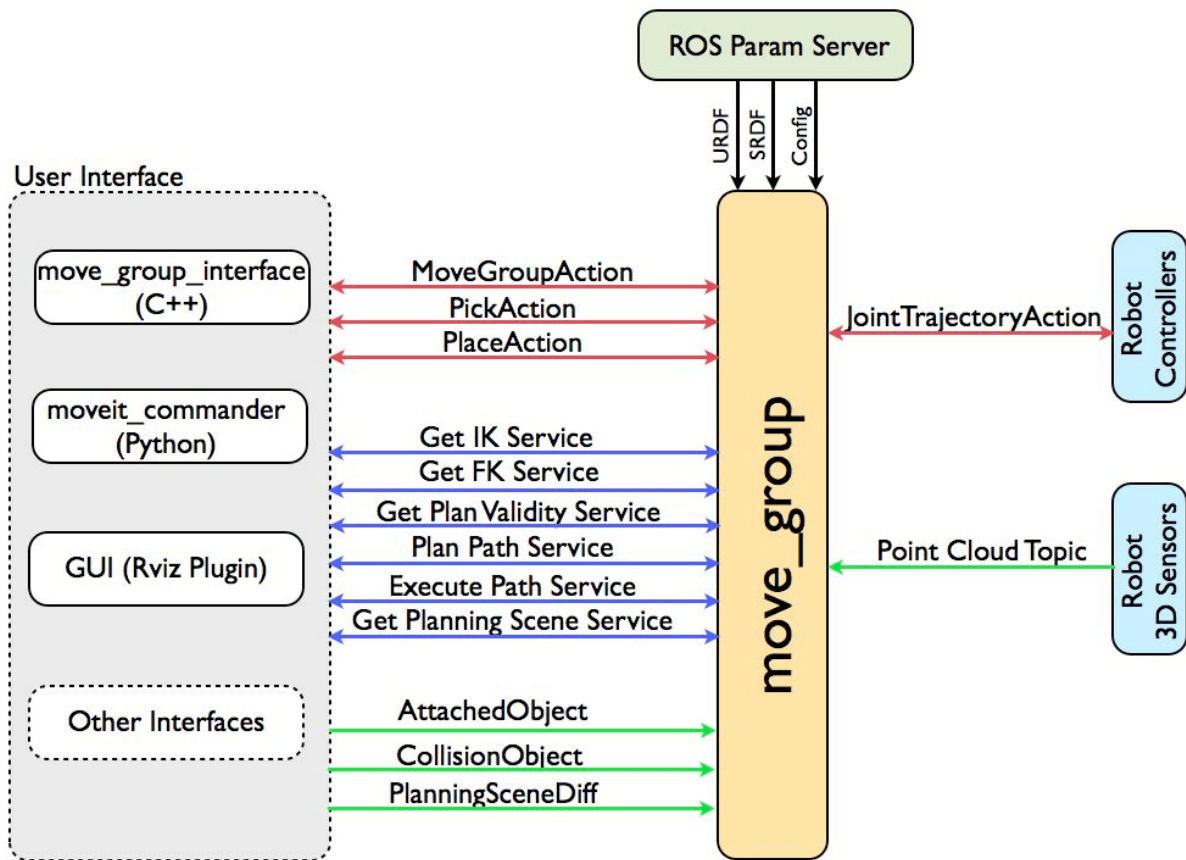 ROS Param Server
URDF
SRDF
Config
User Interface
move_group_interface
(C++)
moveit_commander
(Python)
GUI (Rviz Plugin)
Other Interfaces
MoveGroupAction
PickAction
PlaceAction
Get IK Service
Get FK Service
Get Plan Validity Service
Plan Path Service
Execute Path Service
Get Planning Scene Service
AttachedObject
CollisionObject
PlanningSceneDiff
move_group
JointTrajectoryAction
Robot
Controllers
Point Cloud Topic
Robot
3D Sensors